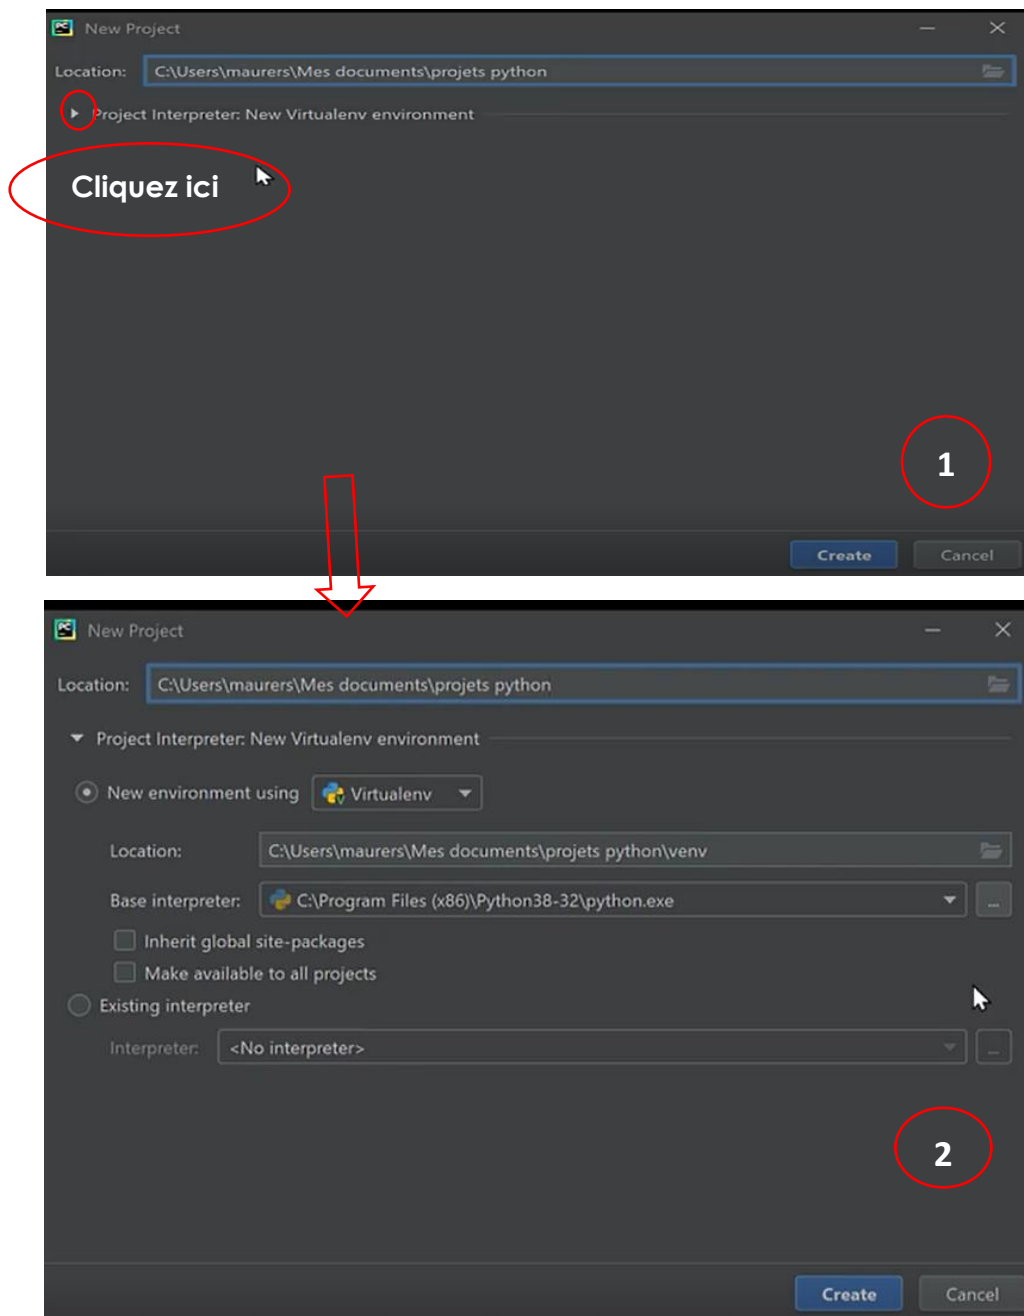 New Project
Location: C:\Users\maurers\Mes documents\projets python
Project Interpreter: New Virtualenv environment
Cliquez ici
1
Create Cancel
New Project
Location: C:\Users\maurers\Mes documents\projets python
Project Interpreter: New Virtualenv environment
New environment using Virtualenv
Location: C:\Users\maurers\Mes documents\projets python\venv
Base interpreter: C:\Program Files (x86)\Python38-32\python.exe ...
Inherit global site-packages
Make available to all projects
Existing interpreter
Interpreter: <No interpreter> ...
2
Create Cancel